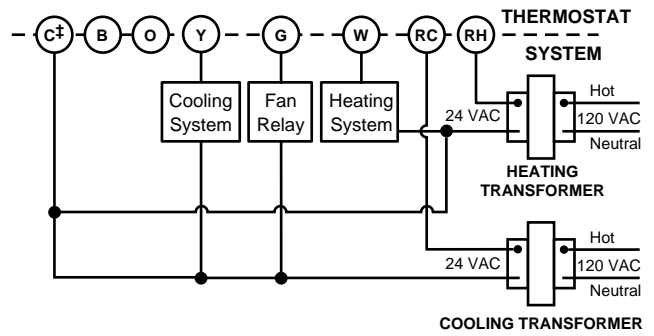 THERMOSTAT
C‡ B O Y G W RC RH
SYSTEM
Cooling
System
Fan
Relay
Heating
System
24 VAC
Hot
120 VAC
Neutral
HEATING
TRANSFORMER
24 VAC
Hot
120 VAC
Neutral
COOLING TRANSFORMER